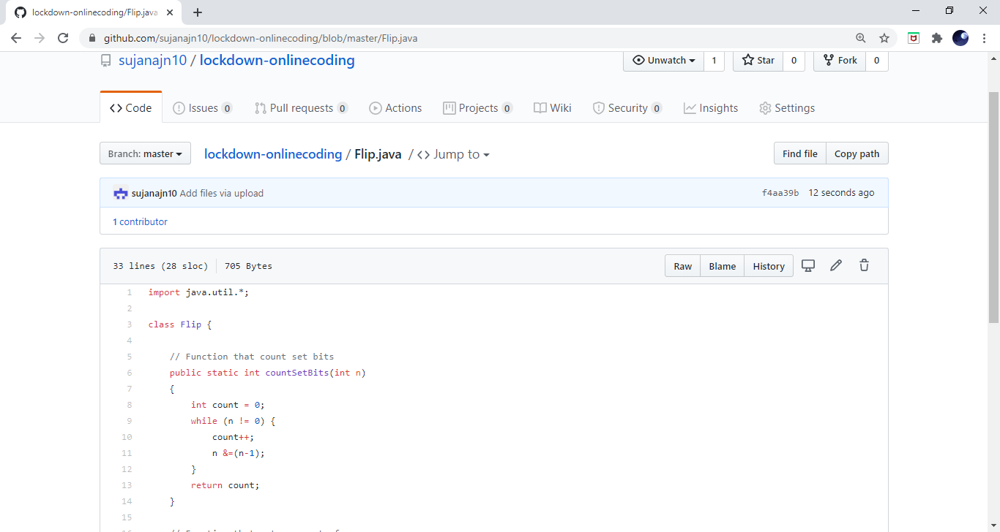 lockdown-onlinecoding/Flip.java
github.com/sujanajn10/lockdown-onlinecoding/blob/master/Flip.java
sujanajn10 / lockdown-onlinecoding
Unwatch 1 Star 0 Fork 0
<> Code Issues 0 Pull requests 0 Actions Projects 0 Wiki Security 0 Insights Settings
Branch: master lockdown-onlinecoding / Flip.java / <> Jump to Find file Copy path
sujanajn10 Add files via upload f4aa39b 12 seconds ago
1 contributor
33 lines (28 sloc) 705 Bytes Raw Blame History
1 import java.util.*;
2
3 class Flip {
4
5 // Function that count set bits
6 public static int countSetBits(int n)
7 {
8 int count = 0;
9 while (n != 0) {
10 count++;
11 n &=(n-1);
12 }
13 return count;
14 }
15